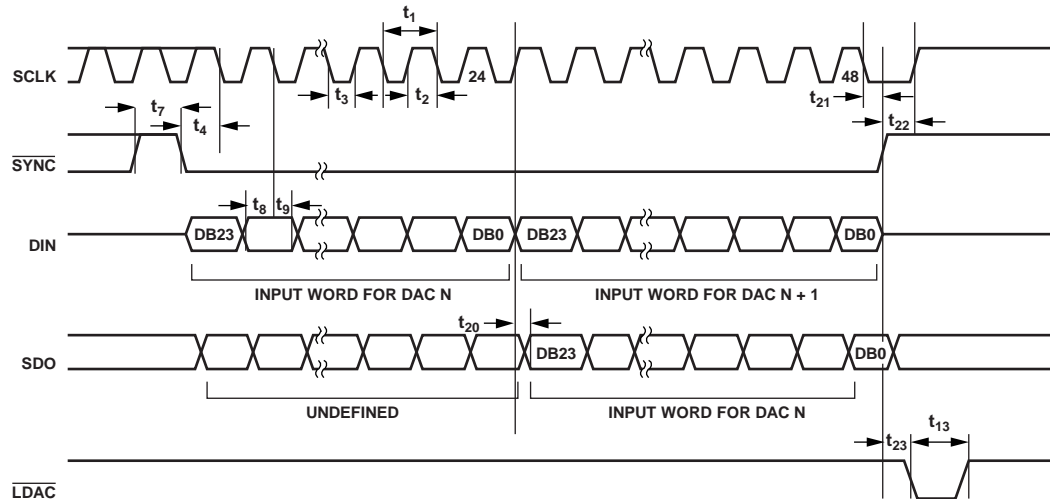 t1
SCLK
24
48
t3
t2
t21
t7
t4
t22
SYNC
t8
t9
DIN
DB23
DB0
DB23
DB0
INPUT WORD FOR DAC N
INPUT WORD FOR DAC N + 1
t20
SDO
DB23
DB0
UNDEFINED
INPUT WORD FOR DAC N
t13
t23
LDAC